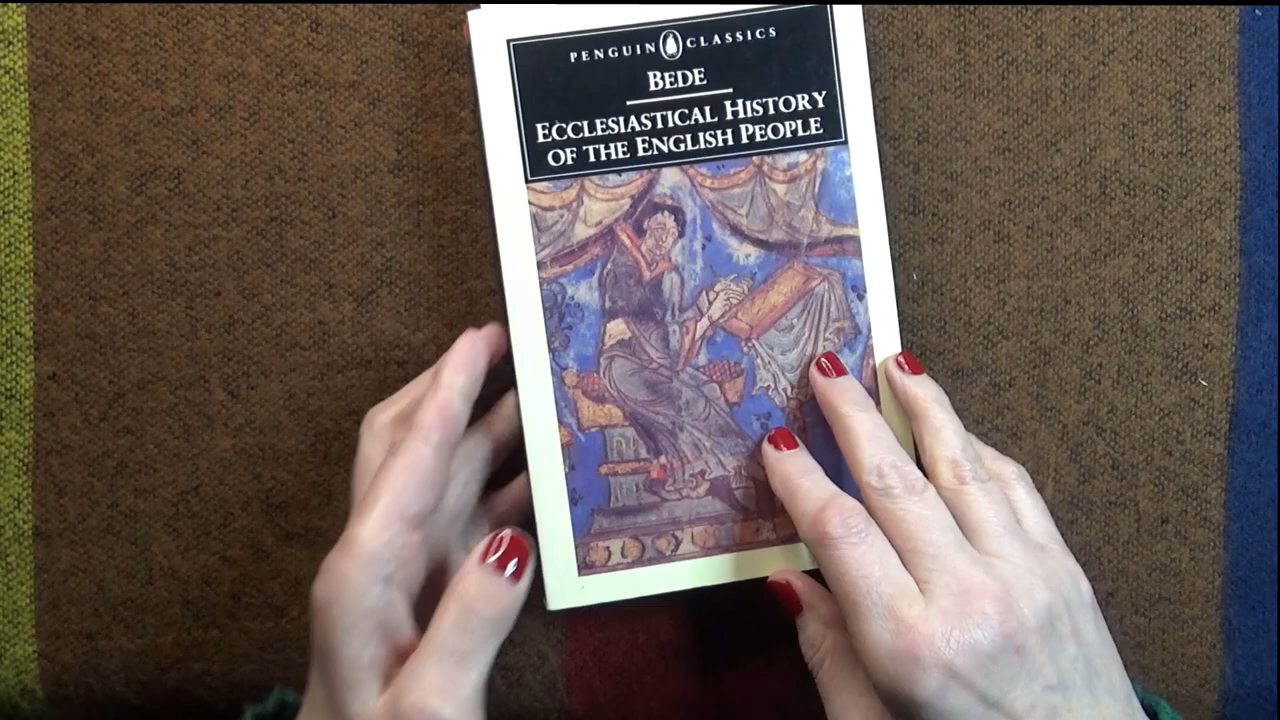 PENGUIN CLASSICS
BEDE
ECCLESIASTICAL HISTORY
OF THE ENGLISH PEOPLE